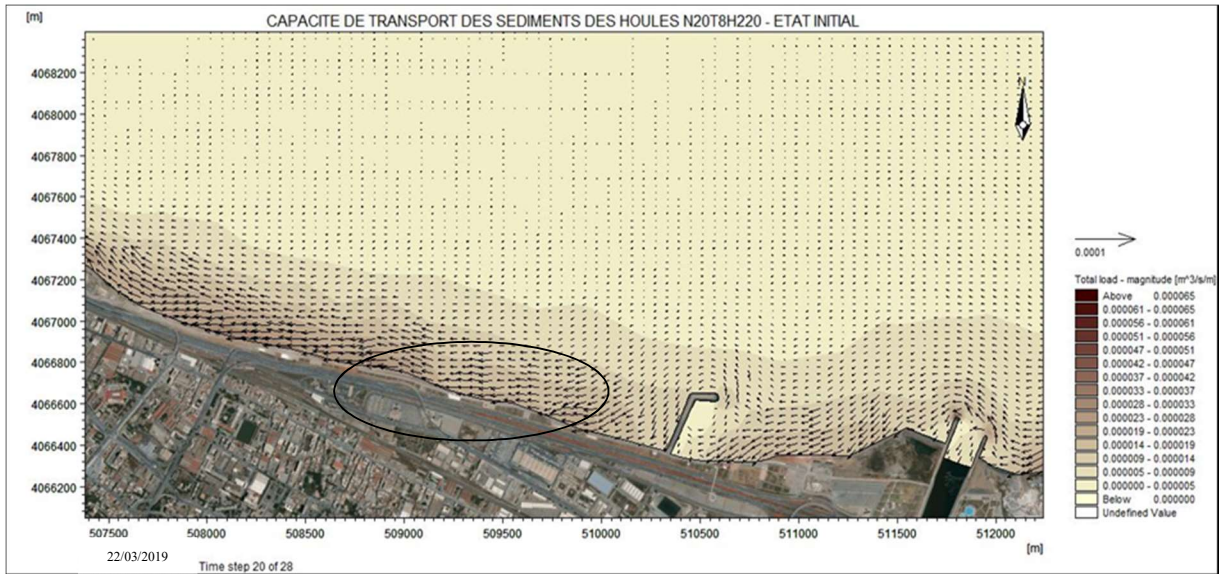 CAPACITE DE TRANSPORT DES SEDIMENTS DES HOULES N20T8H220 - ETAT INITIAL
[m]
4068200
4068000
4067800
4067600
4067400
4067200
4067000
4066800
4066600
4066400
4066200
507500 508000 508500 509000 509500 510000 510500 511000 511500 512000
[m]
22/03/2019
Time step 20 of 28
N
0.0001
Total load - magnitude [m^3/s/m]
Above 0.000065
0.000061 - 0.000065
0.000056 - 0.000061
0.000051 - 0.000056
0.000047 - 0.000051
0.000042 - 0.000047
0.000037 - 0.000042
0.000033 - 0.000037
0.000028 - 0.000033
0.000023 - 0.000028
0.000019 - 0.000023
0.000014 - 0.000019
0.000009 - 0.000014
0.000005 - 0.000009
0.000000 - 0.000005
Below 0.000000
Undefined Value